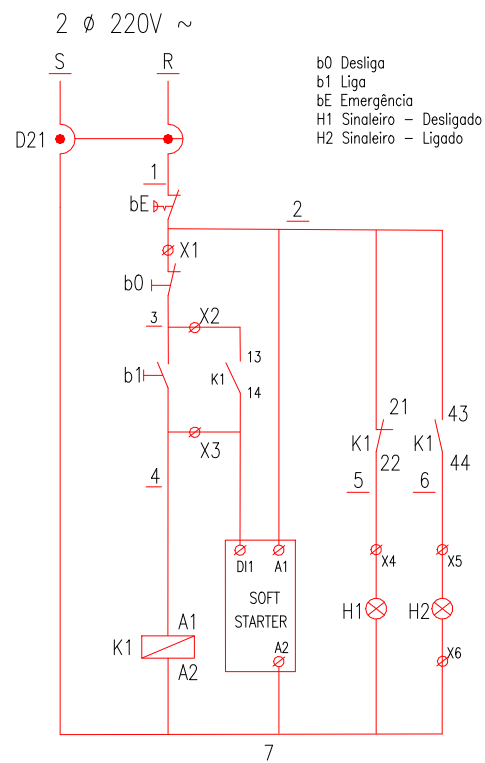 2 ø 220V ~
S
R
b0 Desliga
b1 Liga
bE Emergência
H1 Sinaleiro – Desligado
H2 Sinaleiro – Ligado
D21
1
bE
2
X1
b0
3
X2
13
b1
K1
14
21
43
K1
K1
X3
22
44
4
5
6
X4
X5
DI1
A1
SOFT
STARTER
H1
H2
A1
K1
A2
A2
X6
7